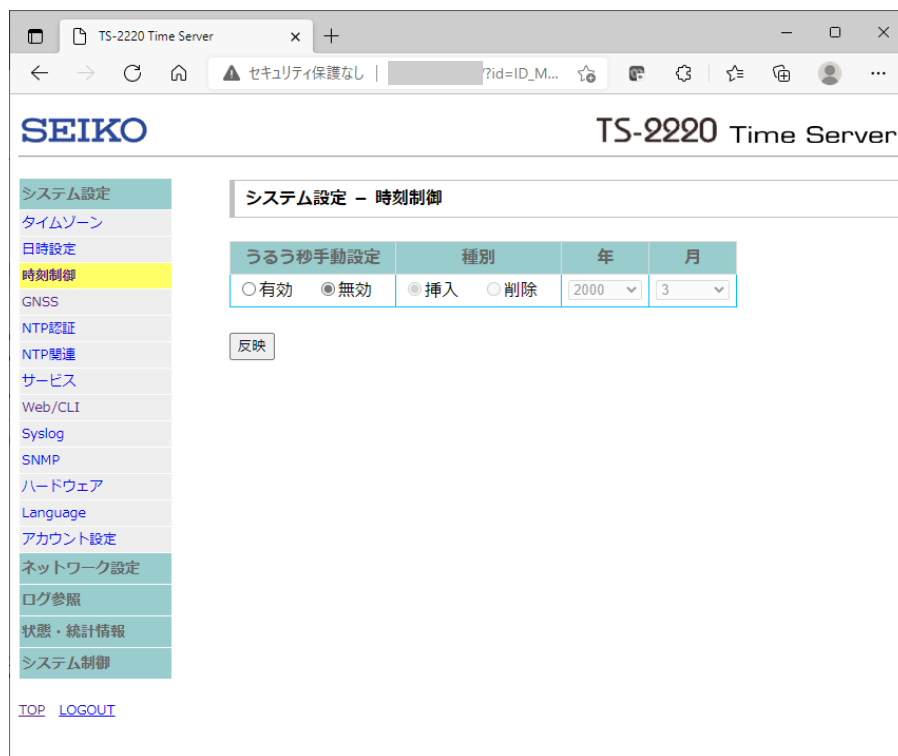 TS-2220 Time Server
セキュリティ保護なし
/?id=ID_M...
SEIKO
TS-2220 Time Server
システム設定
タイムゾーン
日時設定
時刻制御
GNSS
NTP認証
NTP関連
サービス
Web/CLI
Syslog
SNMP
ハードウェア
Language
アカウント設定
ネットワーク設定
ログ参照
状態・統計情報
システム制御
TOP LOGOUT
システム設定 – 時刻制御
うるう秒手動設定 種別 年 月
有効 無効 挿入 削除 2000 3
反映